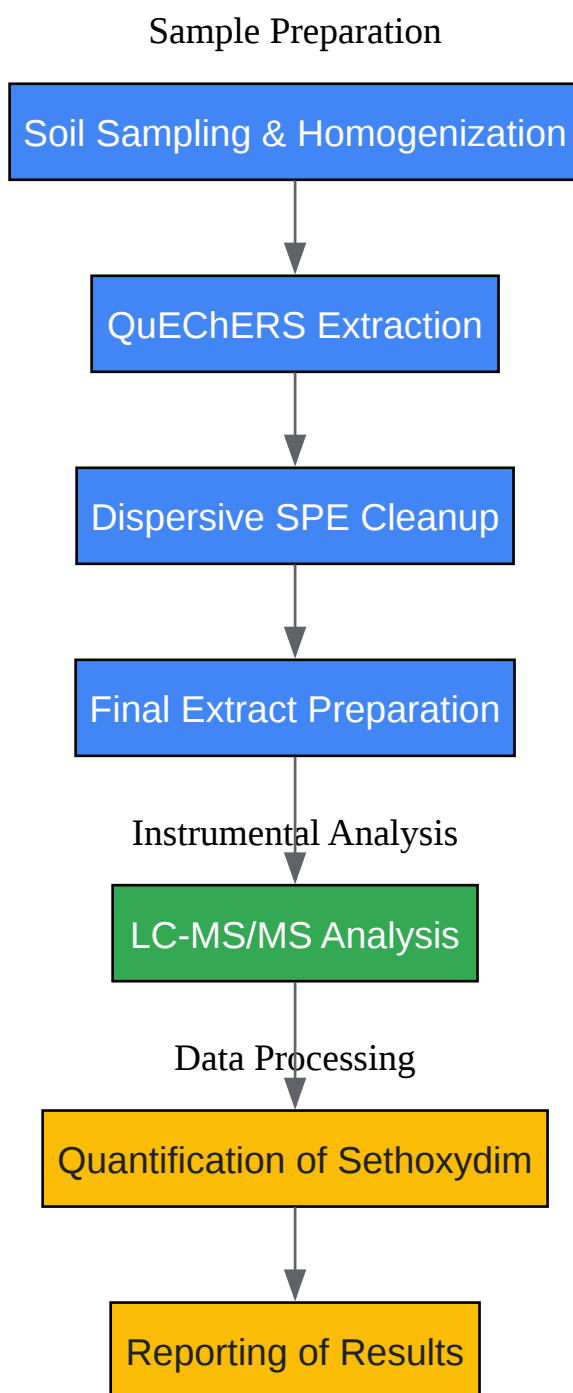 Sample Preparation
Soil Sampling & Homogenization
QuEChERS Extraction
Dispersive SPE Cleanup
Final Extract Preparation
Instrumental Analysis
LC-MS/MS Analysis
Data Processing
Quantification of Sethoxydim
Reporting of Results